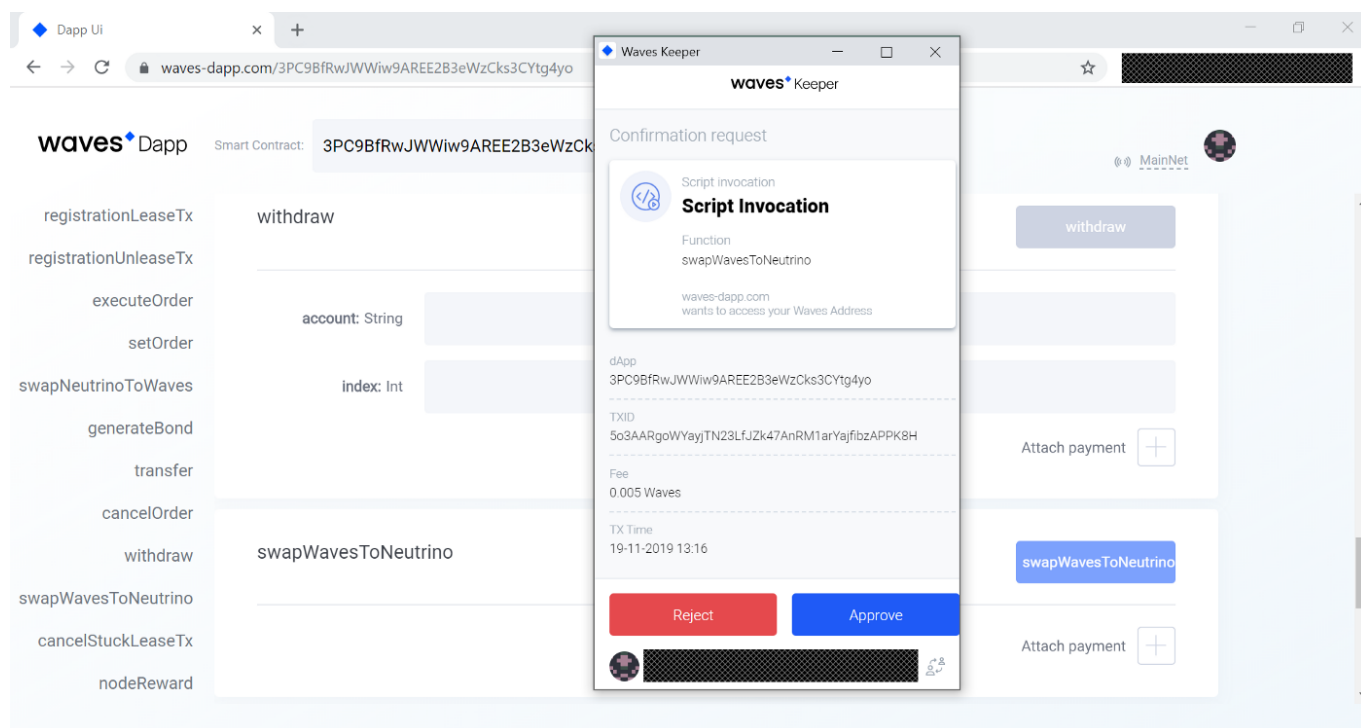 Dapp Ui
waves-dapp.com/3PC9BfRwJWWiw9AREE2B3eWzCks3CYtg4yo
waves Dapp
Smart Contract:
3PC9BfRwJWWiw9AREE2B3eWzCk
MainNet
registrationLeaseTx
registrationUnleaseTx
executeOrder
setOrder
swapNeutrinoToWaves
generateBond
transfer
cancelOrder
withdraw
swapWavesToNeutrino
cancelStuckLeaseTx
nodeReward
withdraw
withdraw
account: String
index: Int
Attach payment
swapWavesToNeutrino
swapWavesToNeutrino
Attach payment
Waves Keeper
waves Keeper
Confirmation request
Script invocation
Script Invocation
Function
swapWavesToNeutrino
waves-dapp.com
wants to access your Waves Address
dApp
3PC9BfRwJWWiw9AREE2B3eWzCks3CYtg4yo
TXID
5o3AARgoWYayjTN23LfJZk47AnRM1arYajfibzAPPK8H
Fee
0.005 Waves
TX Time
19-11-2019 13:16
Reject
Approve